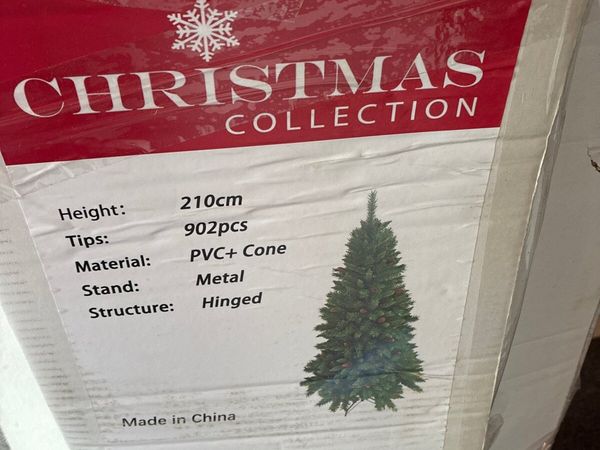 CHRISTMAS
COLLECTION
Height: 210cm
Tips: 902pcs
Material: PVC+ Cone
Stand: Metal
Structure: Hinged
Made in China